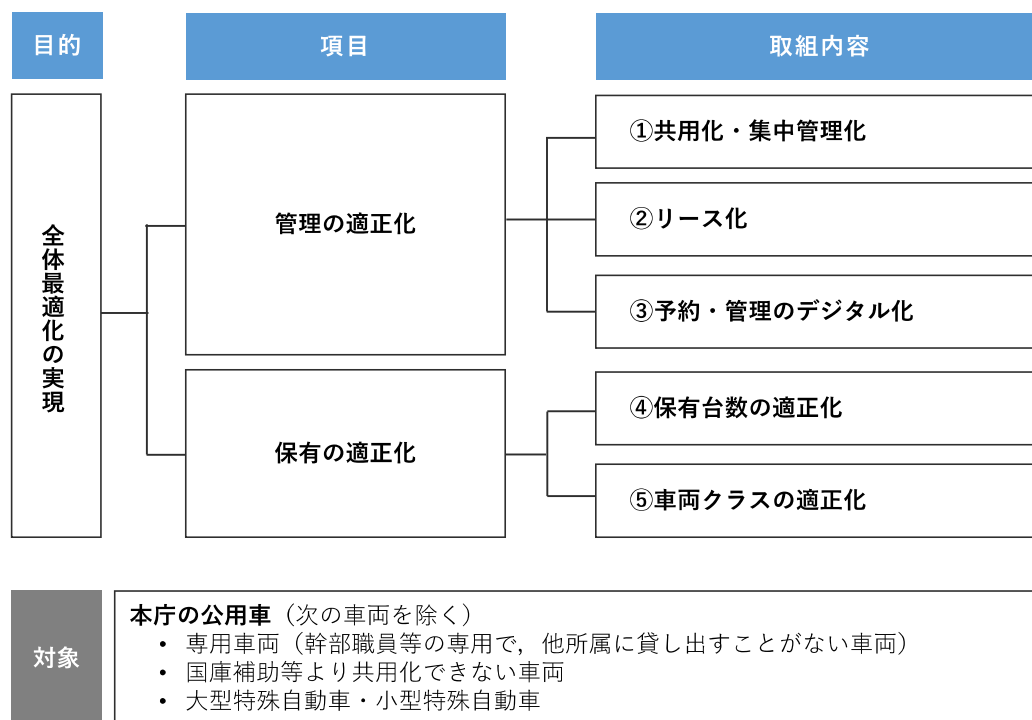 目的
項目
取組内容
全体最適化の実現
管理の適正化
①共用化・集中管理化
②リース化
③予約・管理のデジタル化
保有の適正化
④保有台数の適正化
⑤車両クラスの適正化
対象
本庁の公用車（次の車両を除く）
• 専用車両（幹部職員等の専用で，他所属に貸し出すことがない車両）
• 国庫補助等より共用化できない車両
• 大型特殊自動車・小型特殊自動車